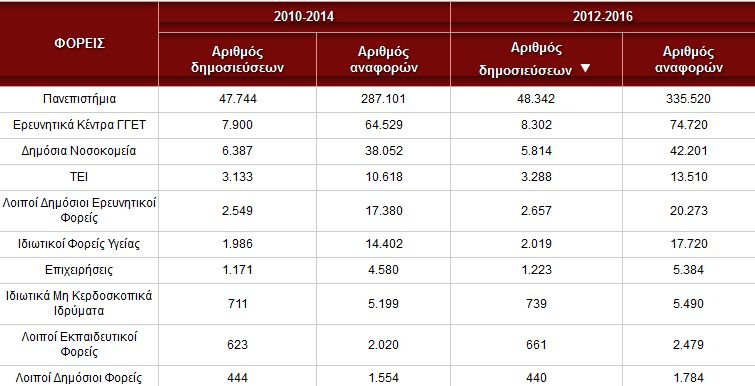 ΦΟΡΕΙΣ 2010-2014 2012-2016
Αριθμός δημοσιεύσεων Αριθμός αναφορών Αριθμός δημοσιεύσεων ▼ Αριθμός αναφορών
Πανεπιστήμια 47.744 287.101 48.342 335.520
Ερευνητικά Κέντρα ΓΓΕΤ 7.900 64.529 8.302 74.720
Δημόσια Νοσοκομεία 6.387 38.052 5.814 42.201
ΤΕΙ 3.133 10.618 3.288 13.510
Λοιποί Δημόσιοι Ερευνητικοί Φορείς 2.549 17.380 2.657 20.273
Ιδιωτικοί Φορείς Υγείας 1.986 14.402 2.019 17.720
Επιχειρήσεις 1.171 4.580 1.223 5.384
Ιδιωτικά Μη Κερδοσκοπικά Ιδρύματα 711 5.199 739 5.490
Λοιποί Εκπαιδευτικοί Φορείς 623 2.020 661 2.479
Λοιποί Δημόσιοι Φορείς 444 1.554 440 1.784